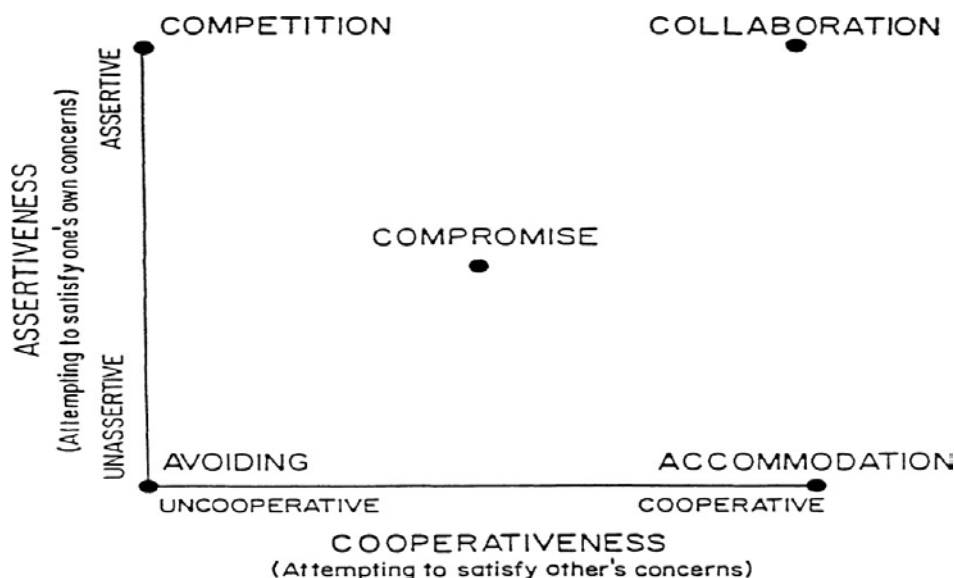 COMPETITION
COLLABORATION
ASSERTIVENESS
(Attempting to satisfy one's own concerns)
ASSERTIVE
UNASSERTIVE
COMPROMISE
AVOIDING
ACCOMMODATION
UNCOOPERATIVE
COOPERATIVE
COOPERATIVENESS
(Attempting to satisfy other's concerns)